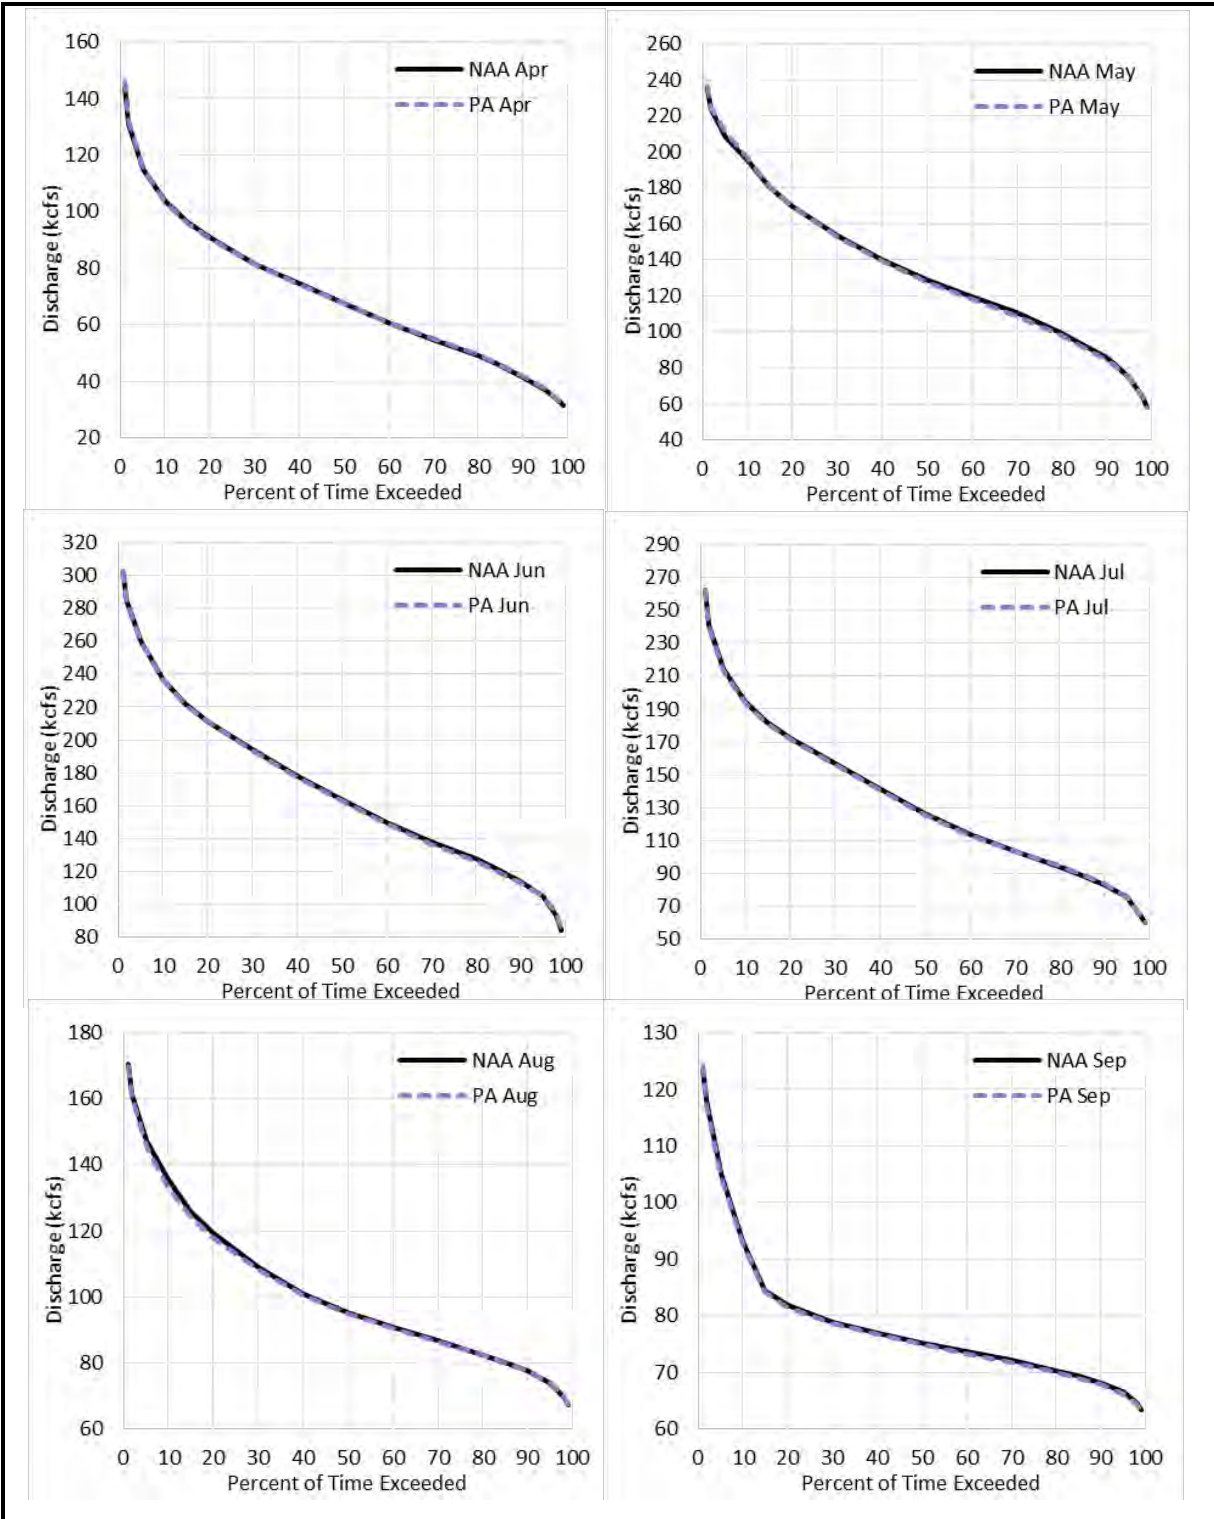 160
140
120
100
80
60
40
20
Discharge (kcfs)
NAA Apr
PA Apr
0 10 20 30 40 50 60 70 80 90 100
Percent of Time Exceeded
260
240
220
200
180
160
140
120
100
80
60
40
Discharge (kcfs)
NAA May
PA May
0 10 20 30 40 50 60 70 80 90 100
Percent of Time Exceeded
320
300
280
260
240
220
200
180
160
140
120
100
80
Discharge (kcfs)
NAA Jun
PA Jun
0 10 20 30 40 50 60 70 80 90 100
Percent of Time Exceeded
290
270
250
230
210
190
170
150
130
110
90
70
50
Discharge (kcfs)
NAA Jul
PA Jul
0 10 20 30 40 50 60 70 80 90 100
Percent of Time Exceeded
180
160
140
120
100
80
60
Discharge (kcfs)
NAA Aug
PA Aug
0 10 20 30 40 50 60 70 80 90 100
Percent of Time Exceeded
130
120
110
100
90
80
70
60
Discharge (kcfs)
NAA Sep
PA Sep
0 10 20 30 40 50 60 70 80 90 100
Percent of Time Exceeded